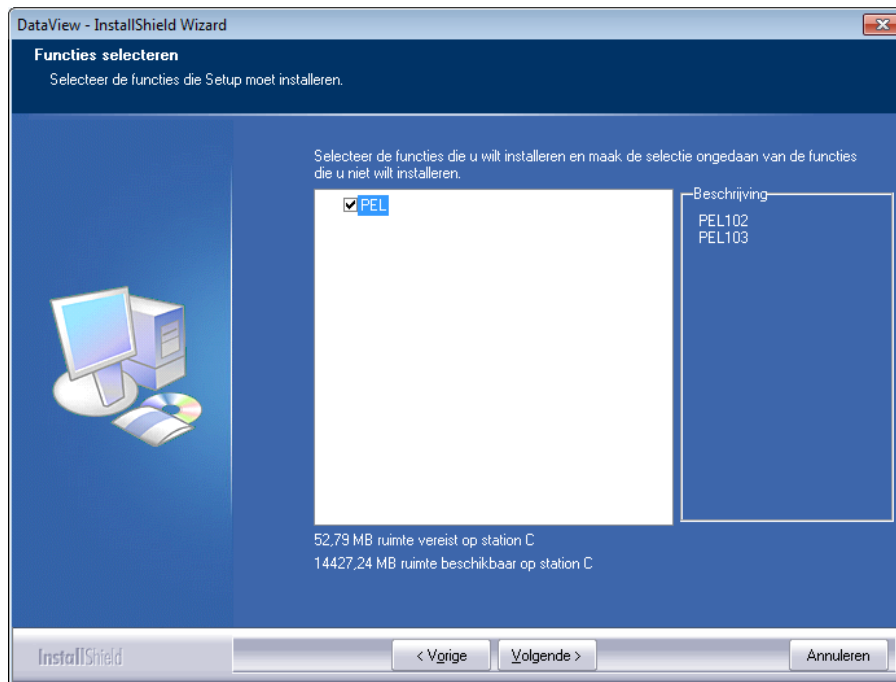 DataView - InstallShield Wizard
Functies selecteren
Selecteer de functies die Setup moet installeren.
Selecteer de functies die u wilt installeren en maak de selectie ongedaan van de functies
die u niet wilt installeren.
PEL
Beschrijving
PEL102
PEL103
52,79 MB ruimte vereist op station C
14427,24 MB ruimte beschikbaar op station C
InstallShield
< Vorige
Volgende >
Annuleren